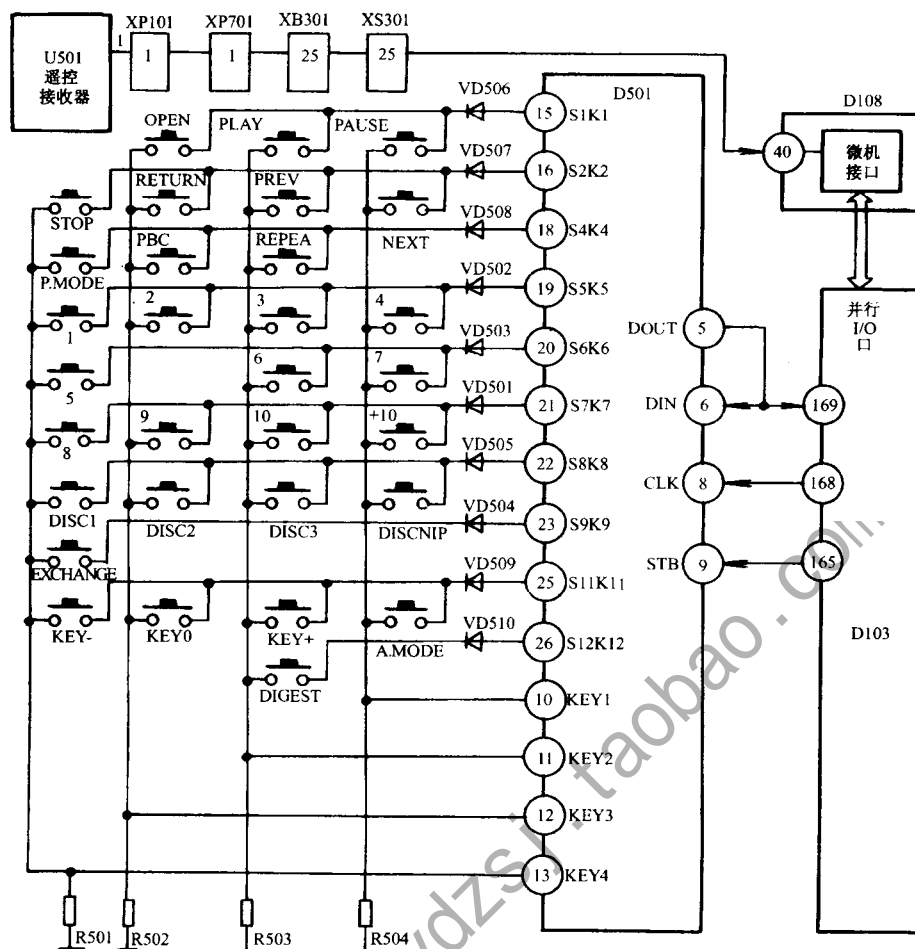 XP101 XP701 XB301 XS301
U501
遥控
接收器
1
1
1
25
25
D501
D108
40
微机
接口
OPEN
PLAY
PAUSE
VD506
15
S1K1
VD507
16
S2K2
STOP
RETURN
PREV
NEXT
VD508
18
S4K4
P.MODE
PBC
REPEA
VD502
19
S5K5
1
2
3
4
VD503
20
S6K6
5
6
7
VD501
21
S7K7
8
9
10
+10
VD505
22
S8K8
DISC1
DISC2
DISC3
DISCNIP
VD504
23
S9K9
EXCHANGE
VD509
25
S11K11
KEY-
KEY0
KEY+
A.MODE
VD510
26
S12K12
DIGEST
10
KEY1
11
KEY2
12
KEY3
13
KEY4
R501
R502
R503
R504
DOUT
5
DIN
6
CLK
8
STB
9
并行
I/O
口
169
168
165
D103
ydzsj.taobao.com